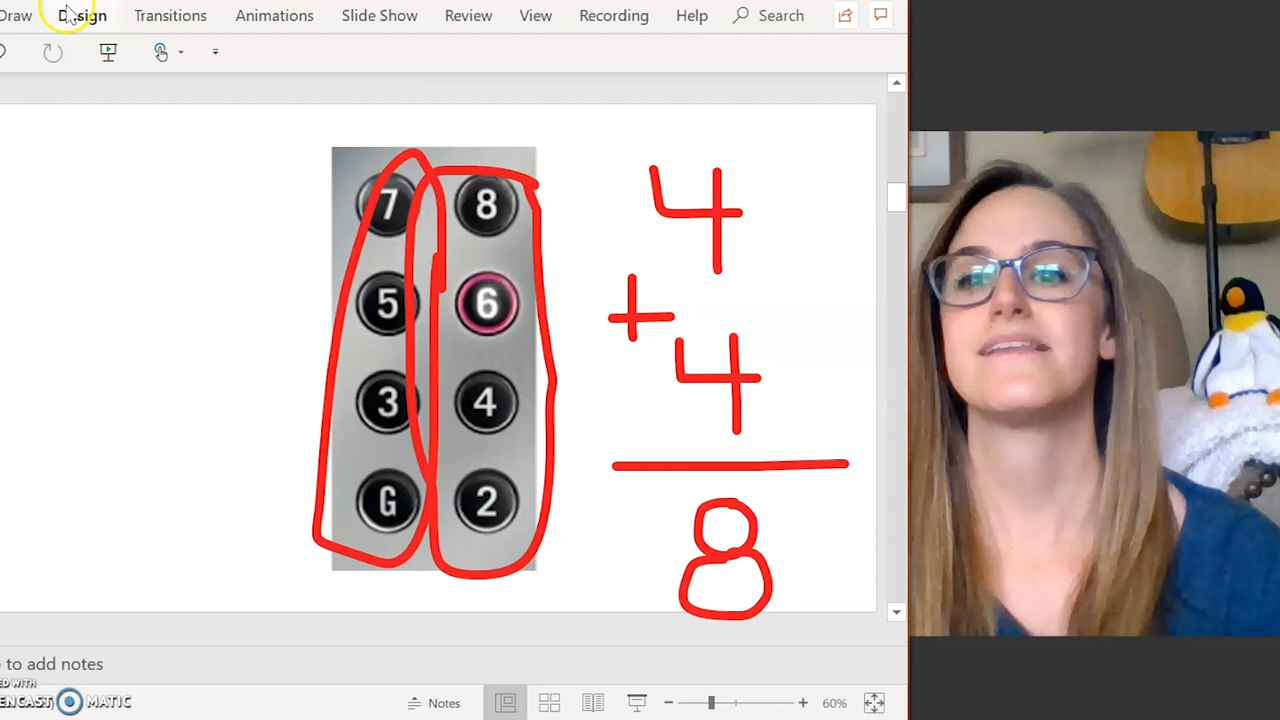 Draw Design Transitions Animations Slide Show Review View Recording Help Search
7 8
5 6
3 4
G 2
4
+ 4
8
to add notes
MATIC
Notes 60%